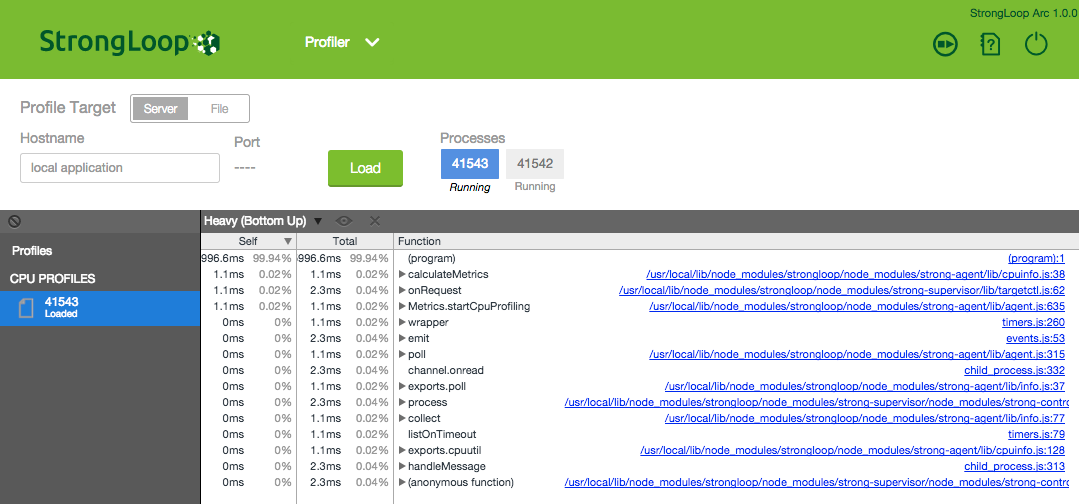 StrongLoop Arc 1.0.0
StrongLoop
Profiler
Profile Target Server File
Hostname Port Processes
local application ---- Load 41543 41542
Running Running
Heavy (Bottom Up)
Profiles
CPU PROFILES
41543
Loaded
Self Total Function
996.6ms 99.94% 996.6ms 99.94% (program) (program):1
1.1ms 0.02% 1.1ms 0.02% calculateMetrics /usr/local/lib/node_modules/strongloop/node_modules/strong-agent/lib/cpuinfo.js:38
1.1ms 0.02% 2.3ms 0.04% onRequest /usr/local/lib/node_modules/strongloop/node_modules/strong-supervisor/lib/targetctl.js:62
1.1ms 0.02% 1.1ms 0.02% Metrics.startCpuProfiling /usr/local/lib/node_modules/strongloop/node_modules/strong-agent/lib/agent.js:635
0ms 0% 1.1ms 0.02% wrapper timers.js:260
0ms 0% 2.3ms 0.04% emit events.js:53
0ms 0% 1.1ms 0.02% poll /usr/local/lib/node_modules/strongloop/node_modules/strong-agent/lib/agent.js:315
0ms 0% 2.3ms 0.04% channel.onread child_process.js:332
0ms 0% 1.1ms 0.02% exports.poll /usr/local/lib/node_modules/strongloop/node_modules/strong-agent/lib/info.js:37
0ms 0% 2.3ms 0.04% process /usr/local/lib/node_modules/strongloop/node_modules/strong-supervisor/node_modules/strong-contro
0ms 0% 1.1ms 0.02% collect /usr/local/lib/node_modules/strongloop/node_modules/strong-agent/lib/info.js:77
0ms 0% 1.1ms 0.02% listOnTimeout timers.js:79
0ms 0% 1.1ms 0.02% exports.cpuutil /usr/local/lib/node_modules/strongloop/node_modules/strong-agent/lib/cpuinfo.js:128
0ms 0% 2.3ms 0.04% handleMessage child_process.js:313
0ms 0% 2.3ms 0.04% (anonymous function) /usr/local/lib/node_modules/strongloop/node_modules/strong-supervisor/node_modules/strong-contro